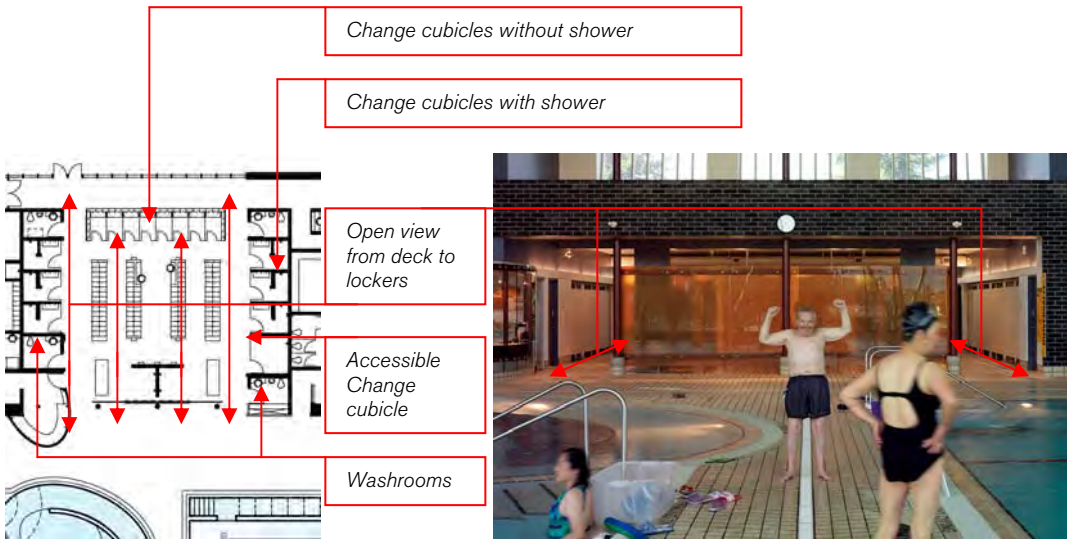 Change cubicles without shower
Change cubicles with shower
Open view
from deck to
lockers
Accessible
Change
cubicle
Washrooms